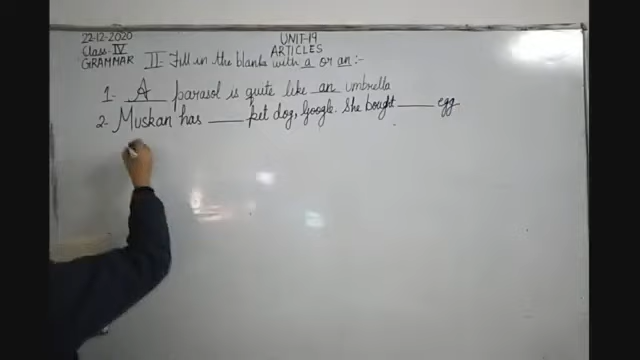 22-12-2020 UNIT-19
Class-IV ARTICLES
GRAMMAR II- Fill in the blanks with a or an:-
1- A parasol is quite like an umbrella
2- Muskan has ____ pet dog, Google. She bought ____ egg